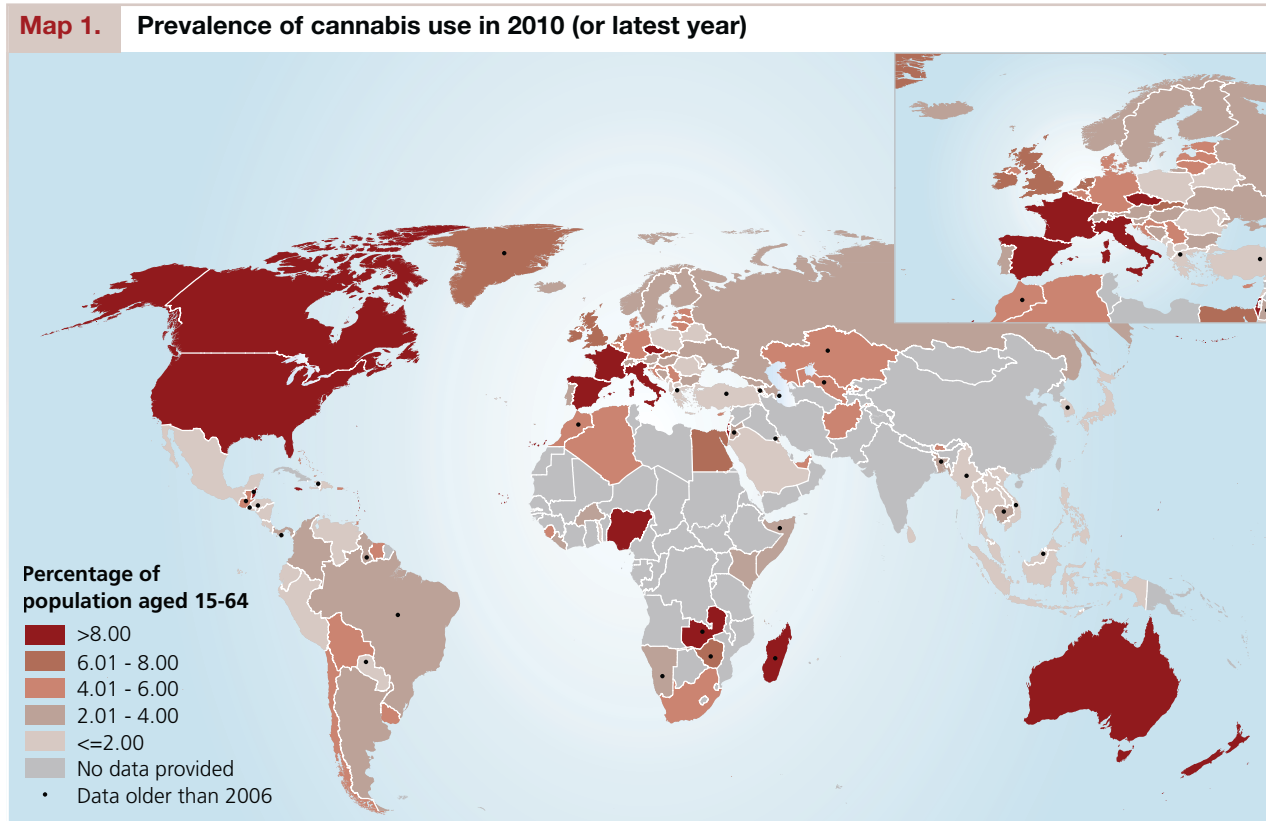 Map 1. Prevalence of cannabis use in 2010 (or latest year)
Percentage of
population aged 15-64
>8.00
6.01 - 8.00
4.01 - 6.00
2.01 - 4.00
<=2.00
No data provided
Data older than 2006